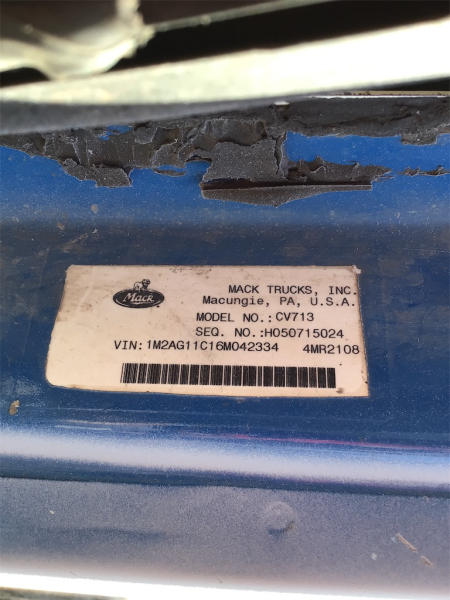 Mack
MACK TRUCKS, INC.
Macungie, PA, U.S.A.
MODEL NO.:CV713
SEQ. NO.:H050715024
VIN:1M2AG11C16M042334 4MR2108